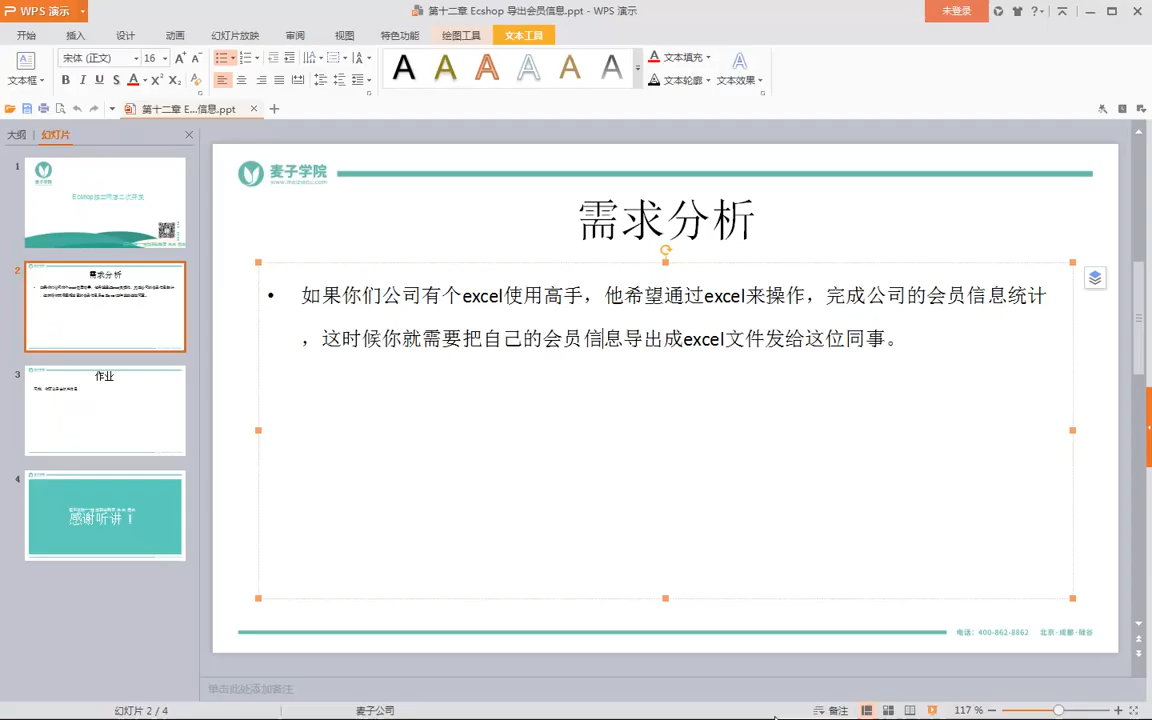 WPS 演示
第十二章 Ecshop 导出会员信息.ppt - WPS 演示
未登录
开始 插入 设计 动画 幻灯片放映 审阅 视图 特色功能 绘图工具 文本工具
文本框
宋体 (正文) 16
B I U S A X² X₂
A A A A A A
文本填充
文本轮廓
文本效果
第十二章 E...信息.ppt
大纲 幻灯片
1
麦子学院
2
需求分析
3
作业
4
感谢听讲！
麦子学院
www.maiziedu.com
需求分析
• 如果你们公司有个excel使用高手，他希望通过excel来操作，完成公司的会员信息统计
，这时候你就需要把自己的会员信息导出成excel文件发给这位同事。
电话：400-862-8862 北京·成都·硅谷
单击此处添加备注
幻灯片 2 / 4
麦子公司
备注
117 %